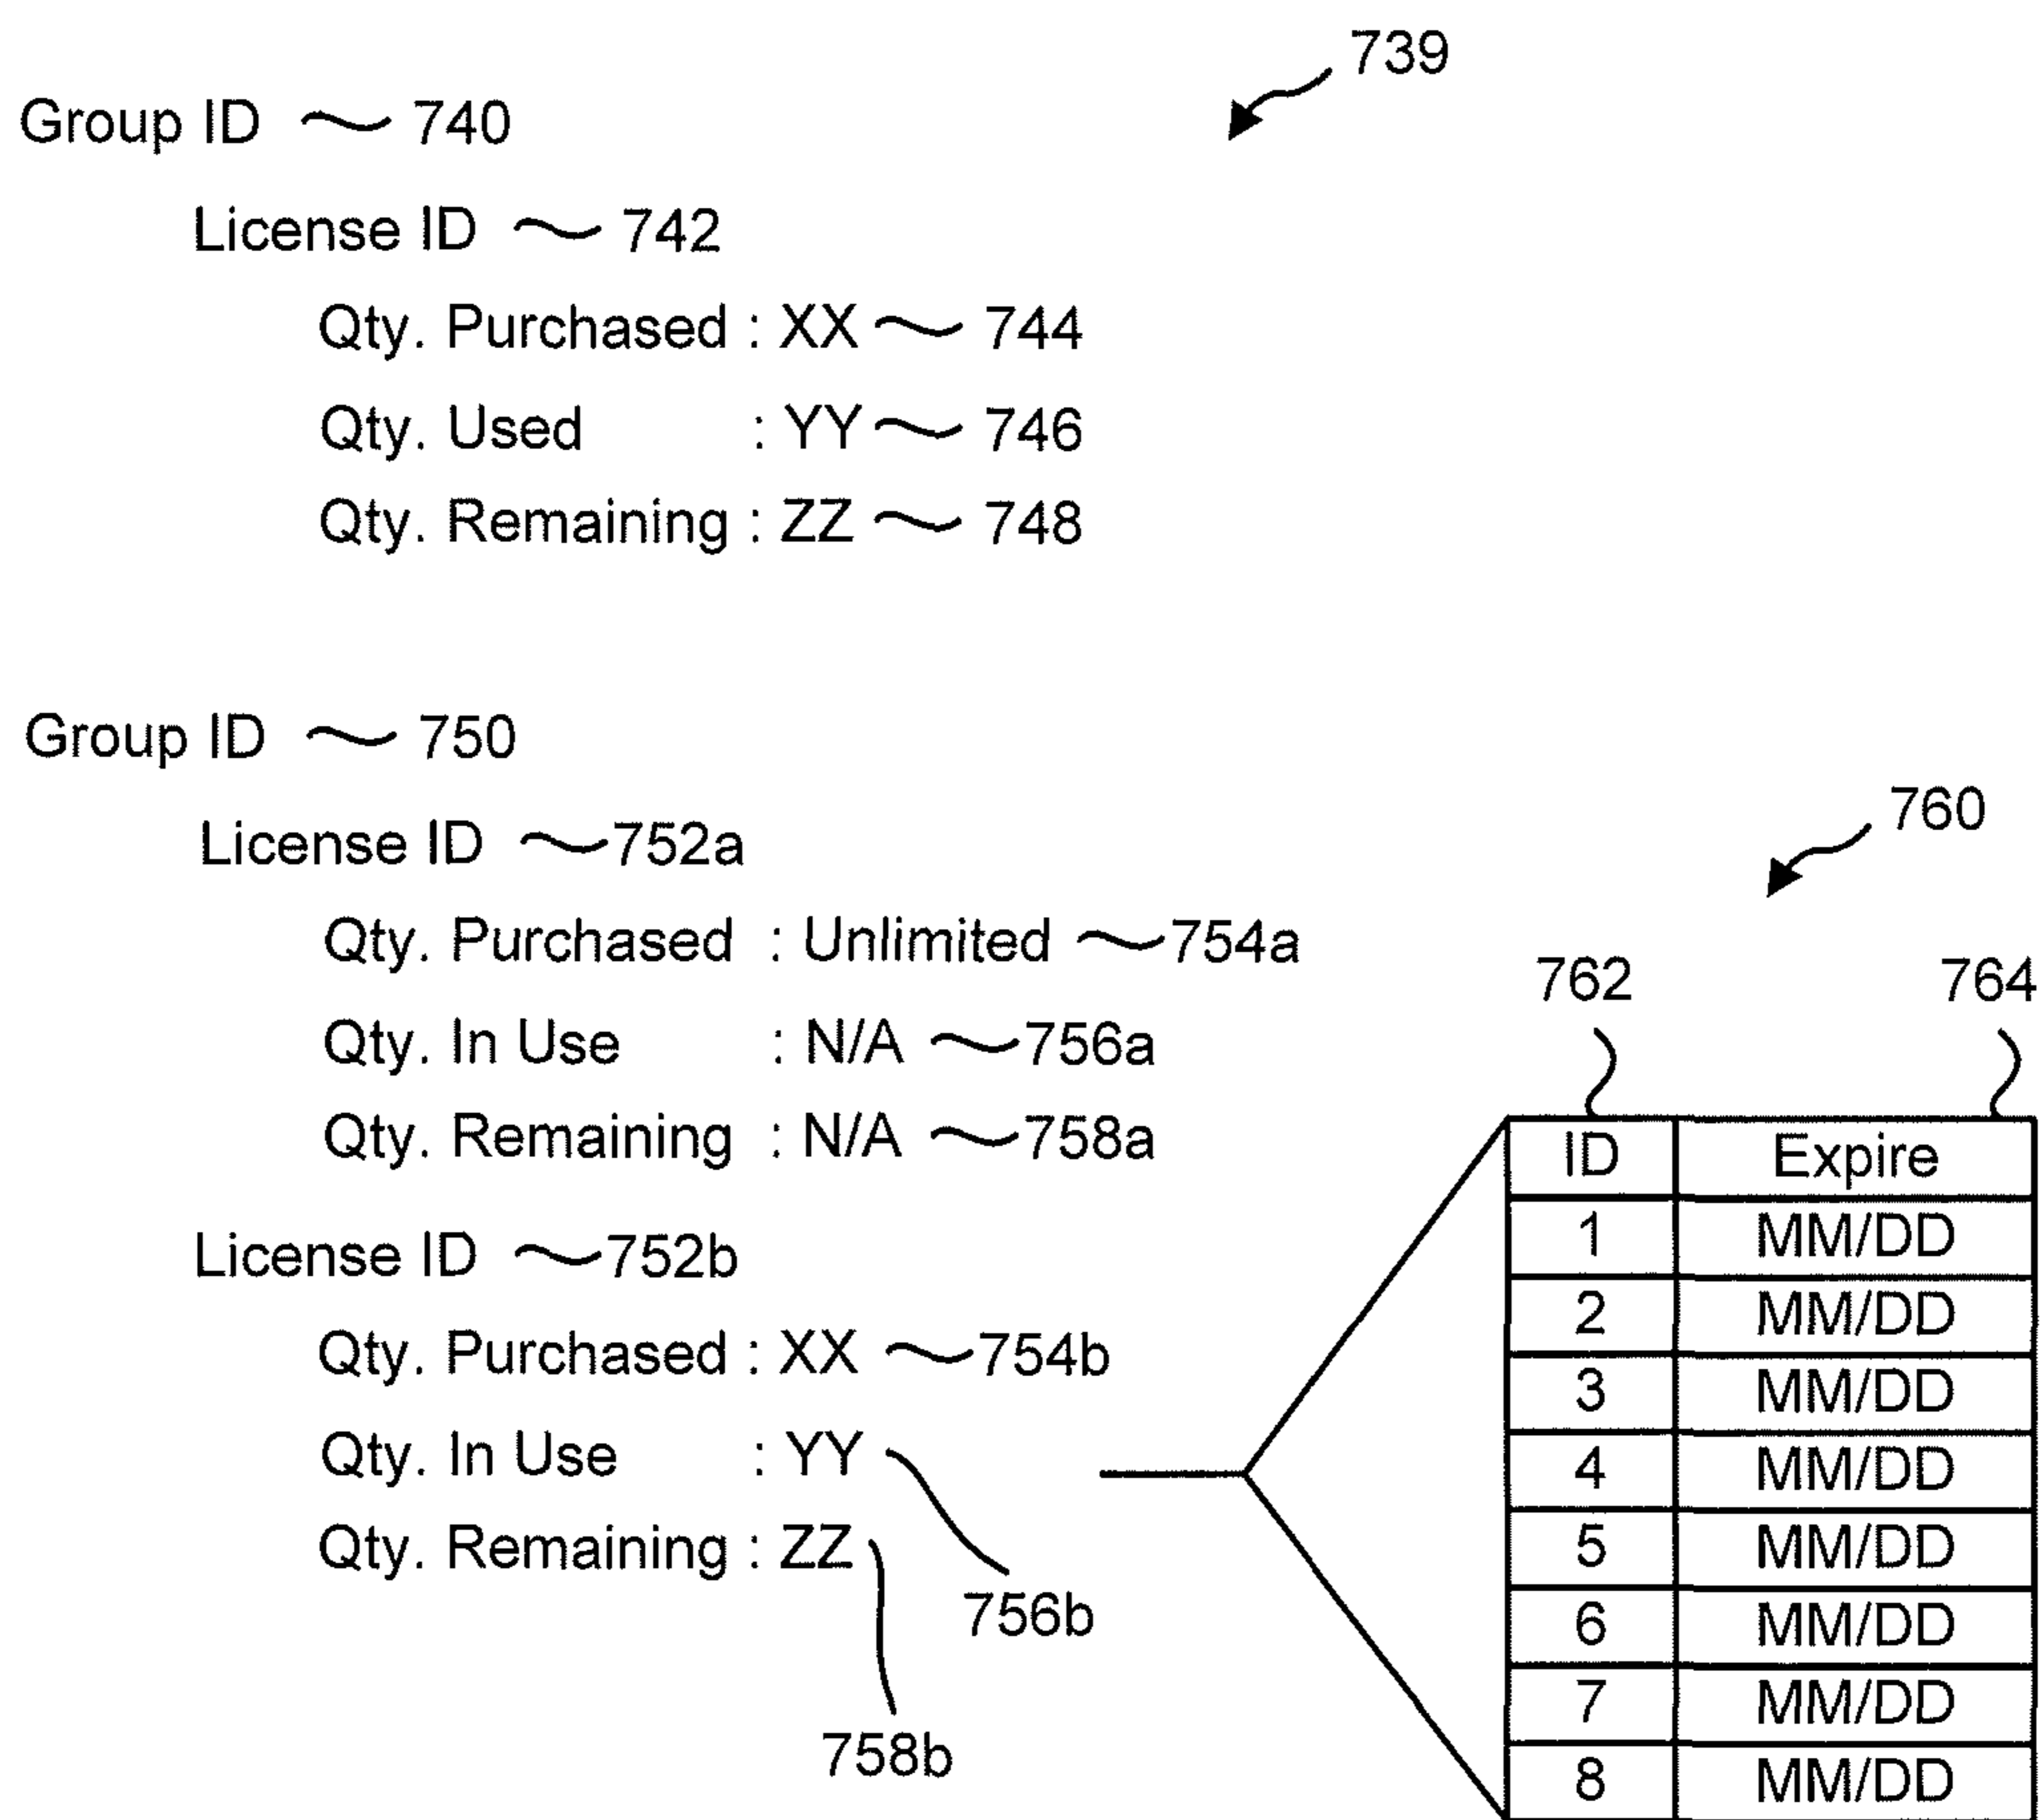 739
Group ID 740
License ID 742
Qty. Purchased : XX 744
Qty. Used : YY 746
Qty. Remaining : ZZ 748
Group ID 750
License ID 752a
Qty. Purchased : Unlimited 754a
Qty. In Use : N/A 756a
Qty. Remaining : N/A 758a
License ID 752b
Qty. Purchased : XX 754b
Qty. In Use : YY
Qty. Remaining : ZZ
756b
758b
760
762 764
ID Expire
1 MM/DD
2 MM/DD
3 MM/DD
4 MM/DD
5 MM/DD
6 MM/DD
7 MM/DD
8 MM/DD